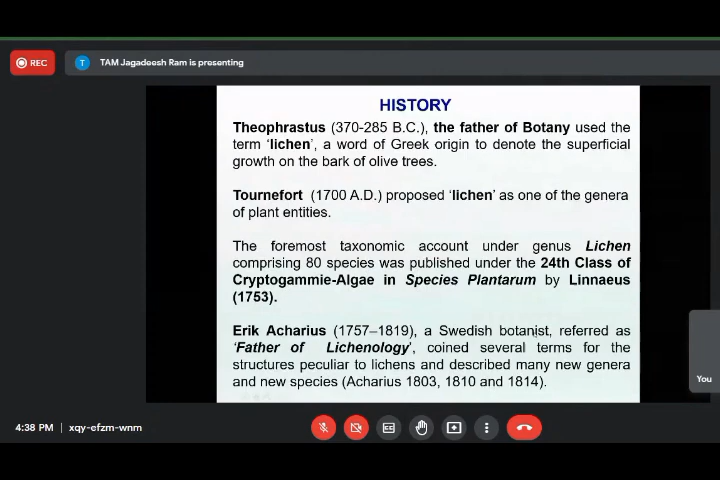 REC
T
TAM Jagadeesh Ram is presenting
HISTORY
Theophrastus (370-285 B.C.), the father of Botany used the
term ‘lichen’, a word of Greek origin to denote the superficial
growth on the bark of olive trees.
Tournefort (1700 A.D.) proposed ‘lichen’ as one of the genera
of plant entities.
The foremost taxonomic account under genus Lichen
comprising 80 species was published under the 24th Class of
Cryptogammie-Algae in Species Plantarum by Linnaeus
(1753).
Erik Acharius (1757–1819), a Swedish botanist, referred as
‘Father of Lichenology’, coined several terms for the
structures peculiar to lichens and described many new genera
and new species (Acharius 1803, 1810 and 1814).
You
4:38 PM | xqy-efzm-wnm
CC